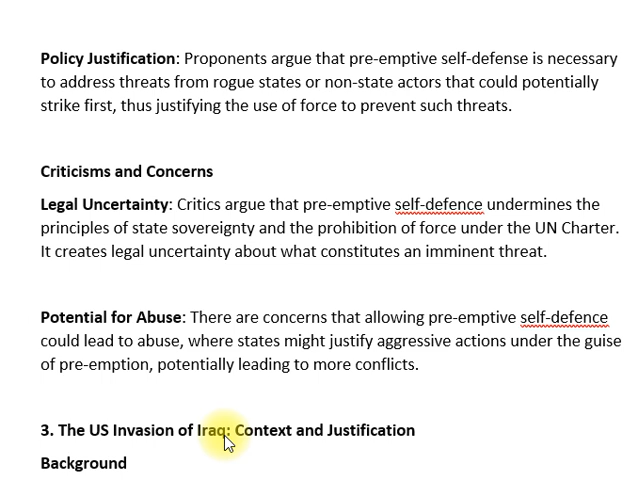 Policy Justification: Proponents argue that pre-emptive self-defense is necessary
to address threats from rogue states or non-state actors that could potentially
strike first, thus justifying the use of force to prevent such threats.
Criticisms and Concerns
Legal Uncertainty: Critics argue that pre-emptive self-defence undermines the
principles of state sovereignty and the prohibition of force under the UN Charter.
It creates legal uncertainty about what constitutes an imminent threat.
Potential for Abuse: There are concerns that allowing pre-emptive self-defence
could lead to abuse, where states might justify aggressive actions under the guise
of pre-emption, potentially leading to more conflicts.
3. The US Invasion of Iraq: Context and Justification
Background